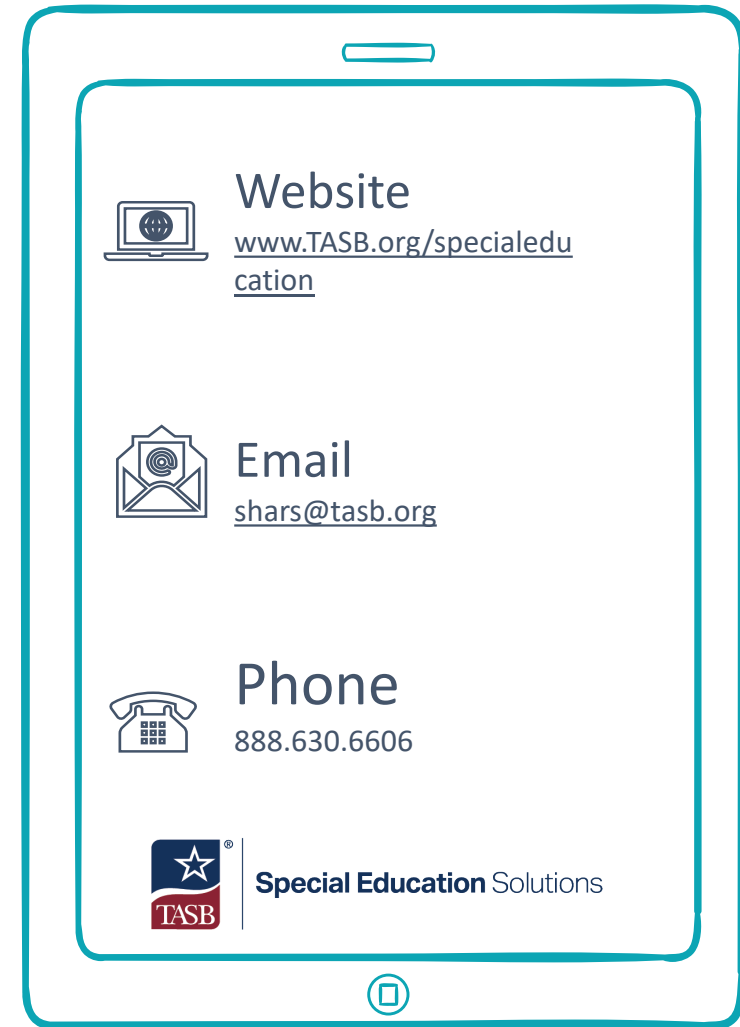 Website
www.TASB.org/specialedu
cation
Email
shars@tasb.org
Phone
888.630.6606
TASB ® Special Education Solutions